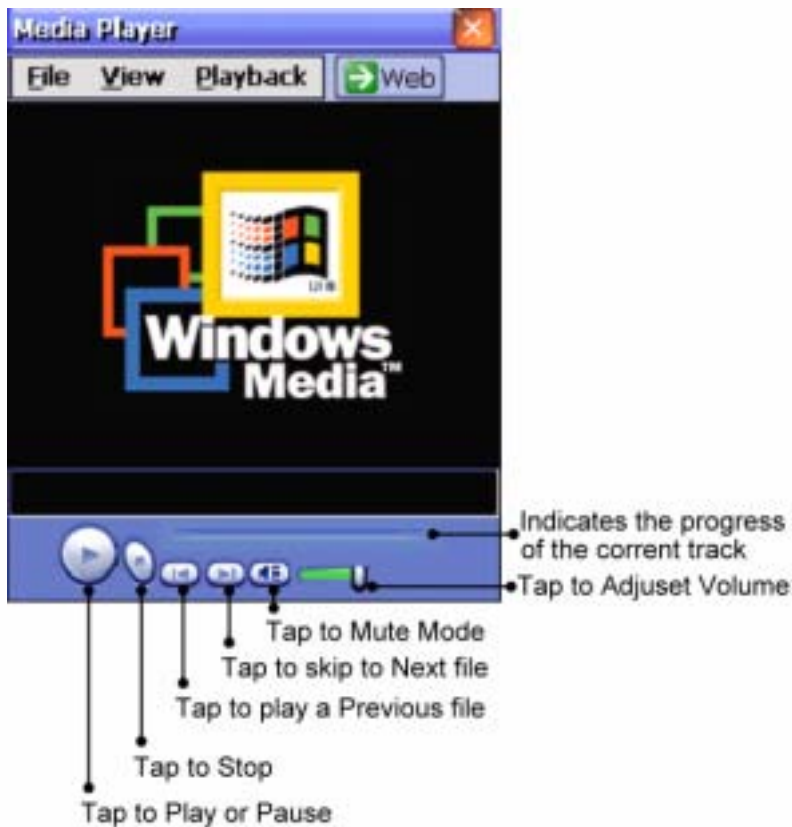 Media Player
File View Playback Web
Windows
Media™
Indicates the progress
of the corrent track
Tap to Adjuset Volume
Tap to Mute Mode
Tap to skip to Next file
Tap to play a Previous file
Tap to Stop
Tap to Play or Pause